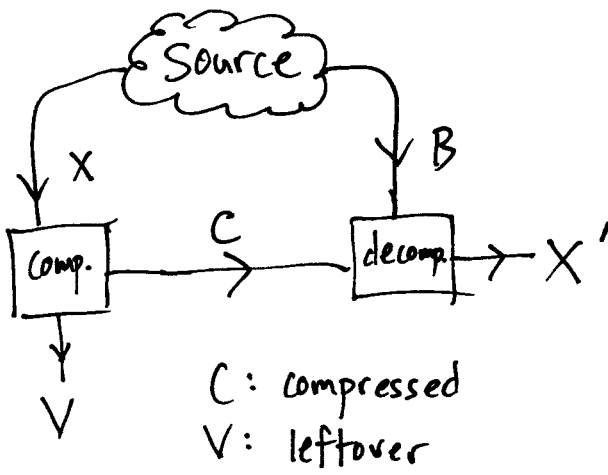 Source
X
B
C
comp.
decomp.
X'
V
C: compressed
V: leftover